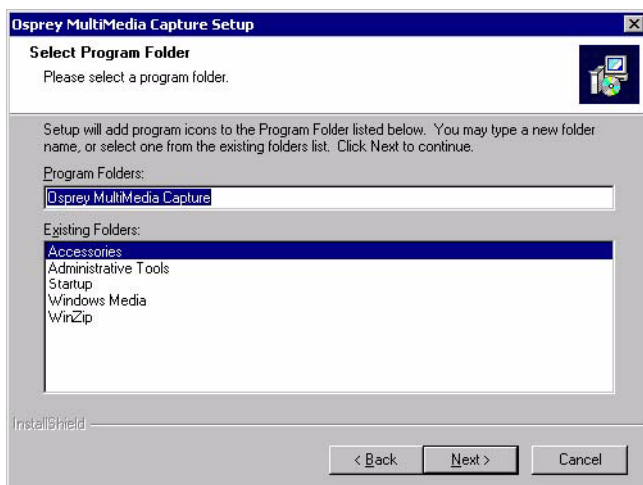 Osprey MultiMedia Capture Setup
Select Program Folder
Please select a program folder.
Setup will add program icons to the Program Folder listed below. You may type a new folder
name, or select one from the existing folders list. Click Next to continue.
Program Folders:
Osprey MultiMedia Capture
Existing Folders:
Accessories
Administrative Tools
Startup
Windows Media
WinZip
InstallShield
< Back
Next >
Cancel